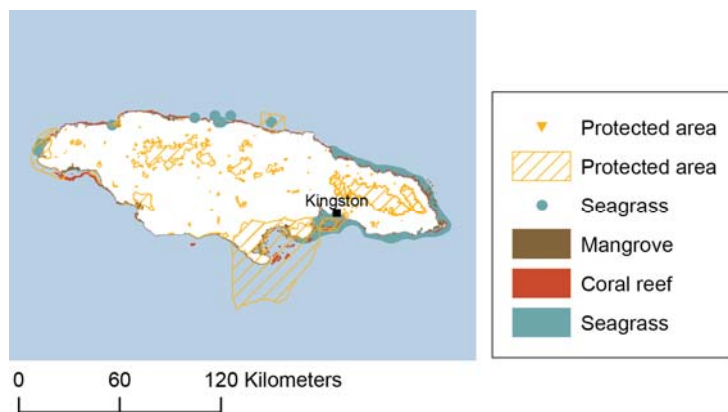 Kingston
Protected area
Protected area
Seagrass
Mangrove
Coral reef
Seagrass
0 60 120 Kilometers